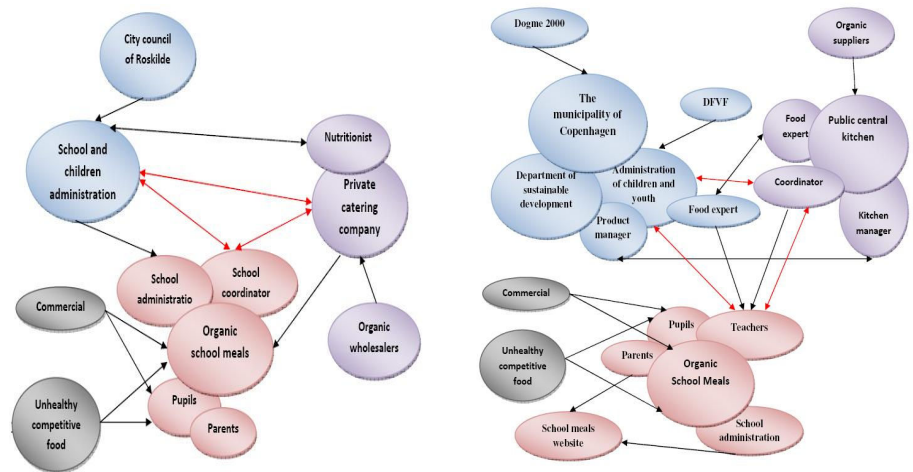 City council
of Roskilde
School and
children
administration
Nutritionist
Private
catering
company
School
administratio
School
coordinator
Commercial
Organic
school meals
Organic
wholesalers
Unhealthy
competitive
food
Pupils
Parents
Dogme 2000
Organic
suppliers
The
municipality of
Copenhagen
DFVF
Food
expert
Public central
kitchen
Department of
sustainable
development
Administration
of children and
youth
Coordinator
Product
manager
Food expert
Kitchen
manager
Commercial
Pupils
Teachers
Unhealthy
competitive
food
Parents
Organic
School Meals
School meals
website
School
administration